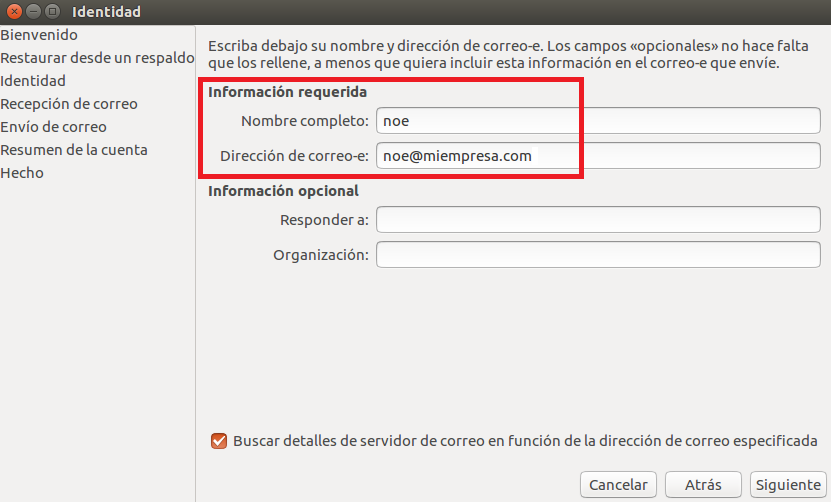 Identidad
Bienvenido
Restaurar desde un respaldo
Identidad
Recepción de correo
Envío de correo
Resumen de la cuenta
Hecho
Escriba debajo su nombre y dirección de correo-e. Los campos «opcionales» no hace falta
que los rellene, a menos que quiera incluir esta información en el correo-e que envíe.
Información requerida
Nombre completo: noe
Dirección de correo-e: noe@miempresa.com
Información opcional
Responder a:
Organización:
Buscar detalles de servidor de correo en función de la dirección de correo especificada
Cancelar Atrás Siguiente